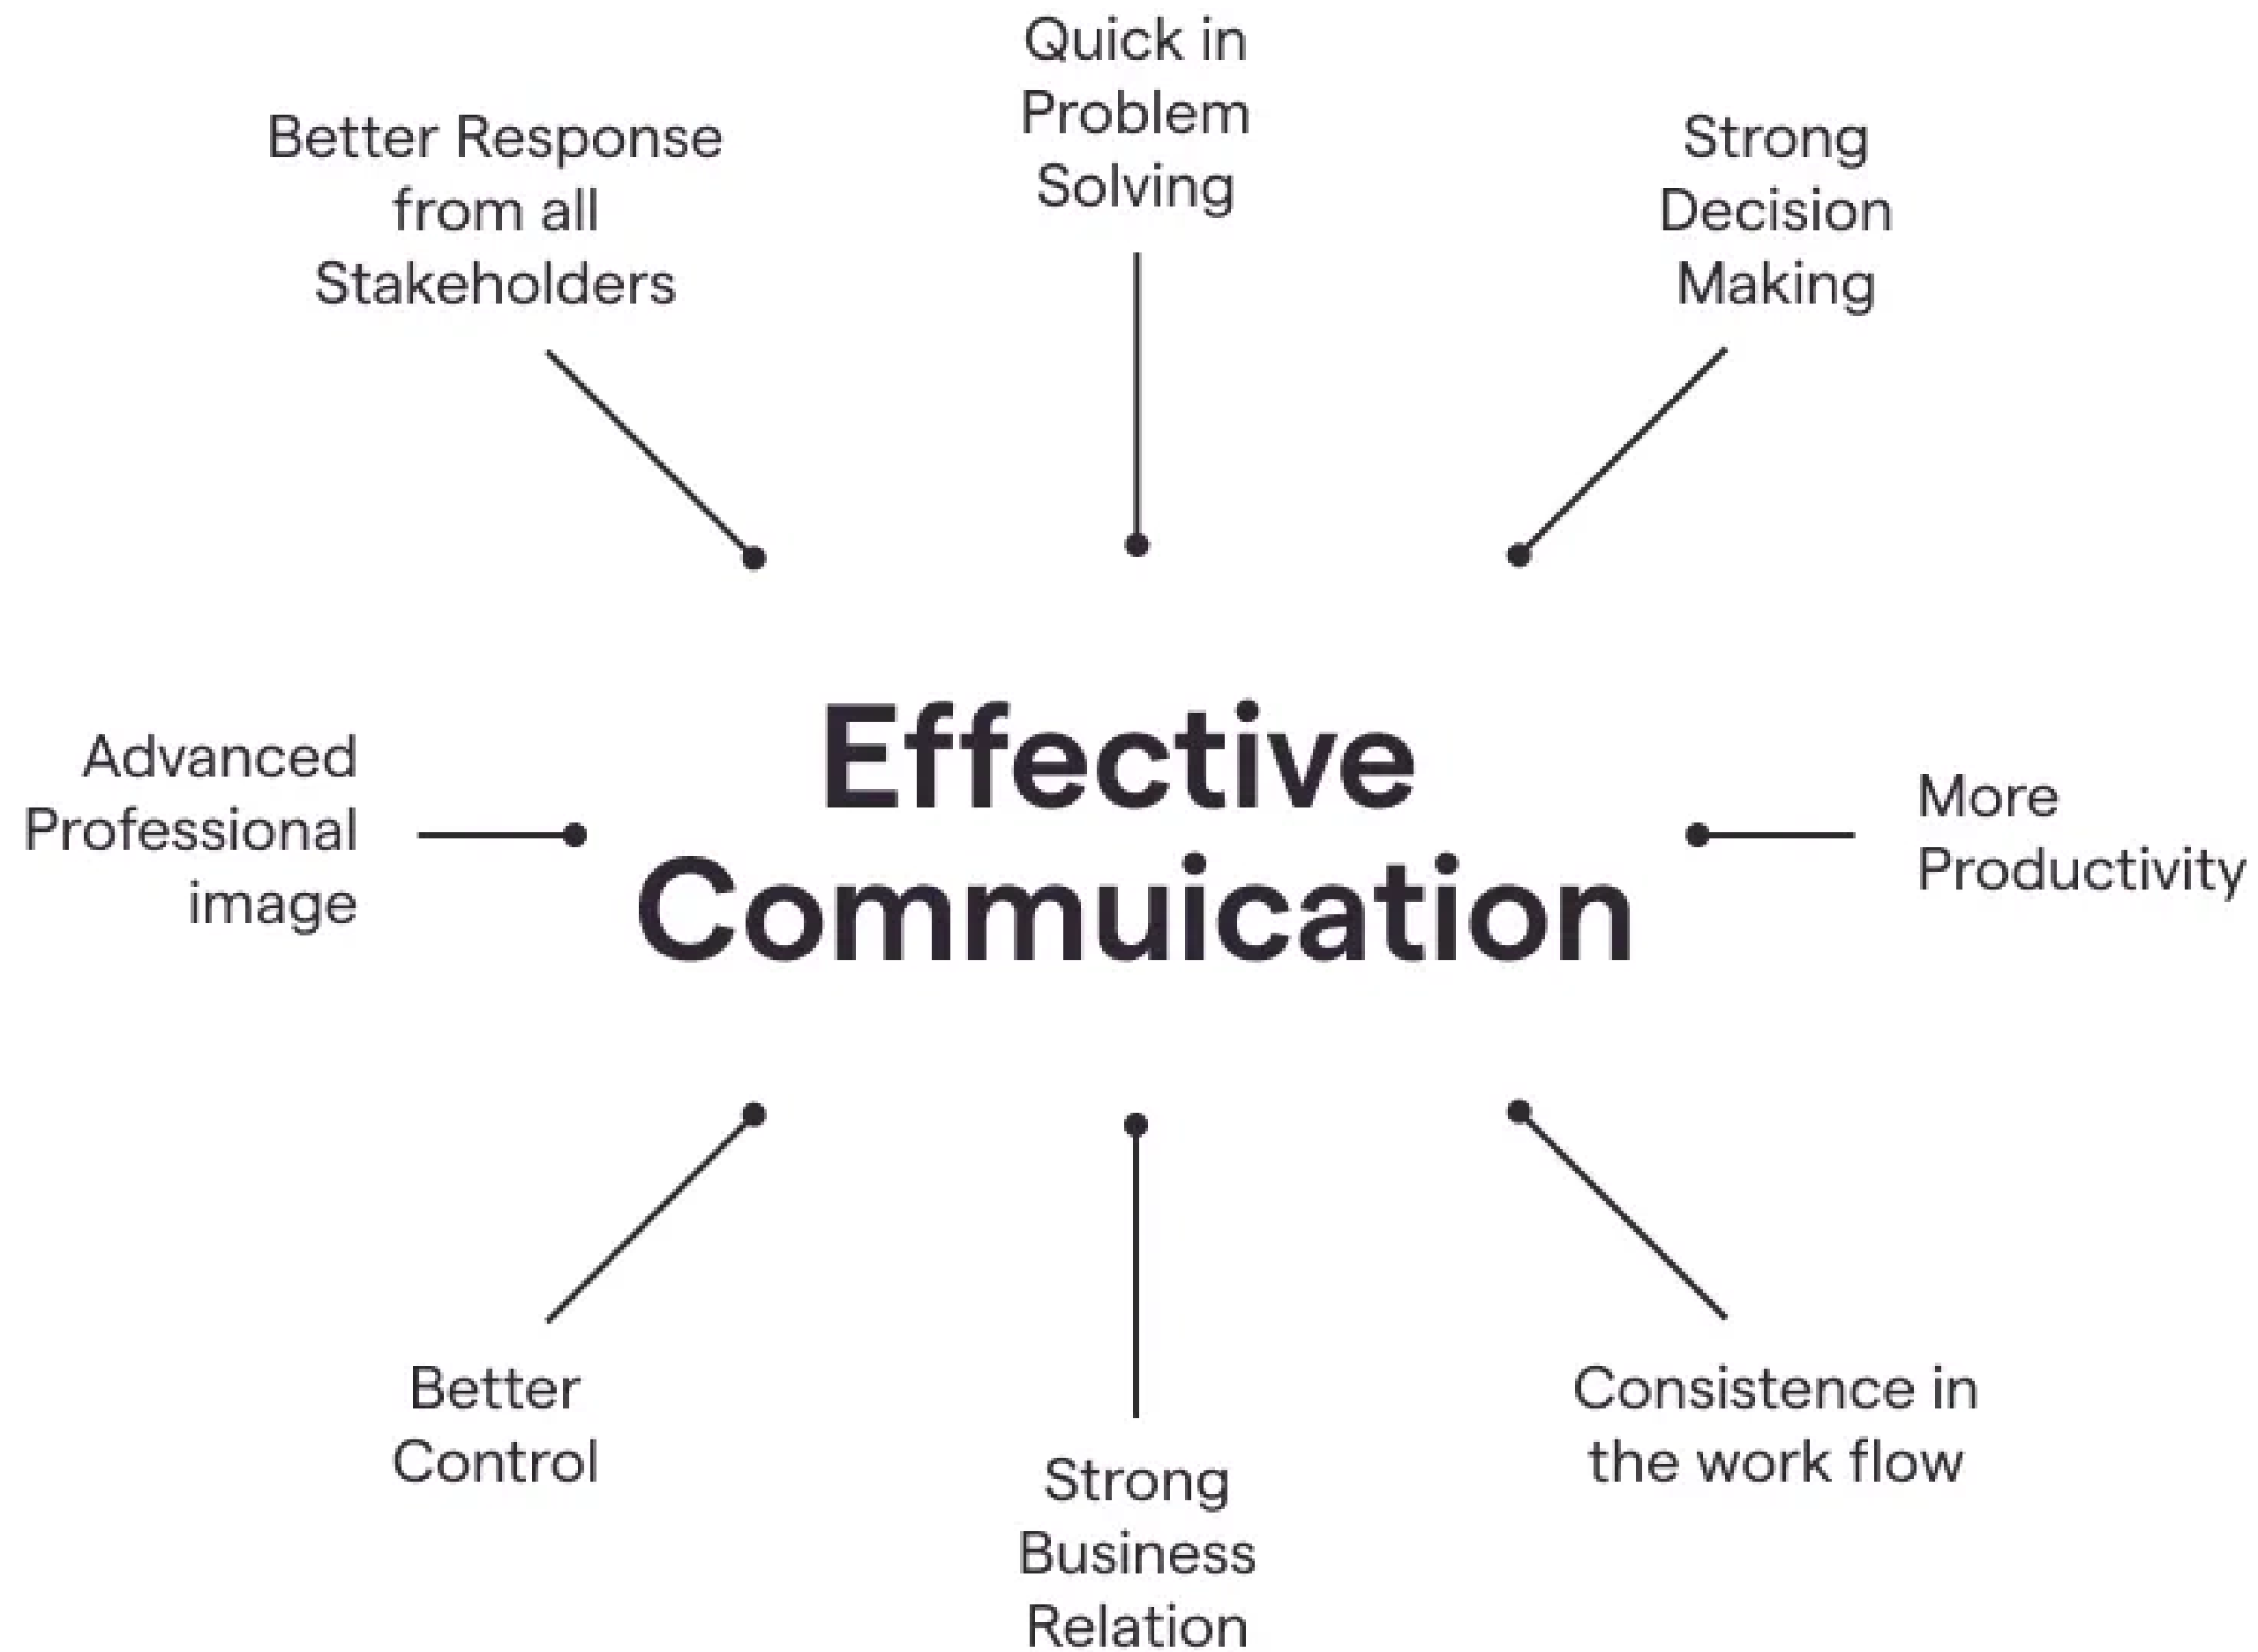 Quick in
Problem
Solving
Better Response
from all
Stakeholders
Strong
Decision
Making
Advanced
Professional
image
Effective
Commuication
More
Productivity
Better
Control
Strong
Business
Relation
Consistence in
the work flow